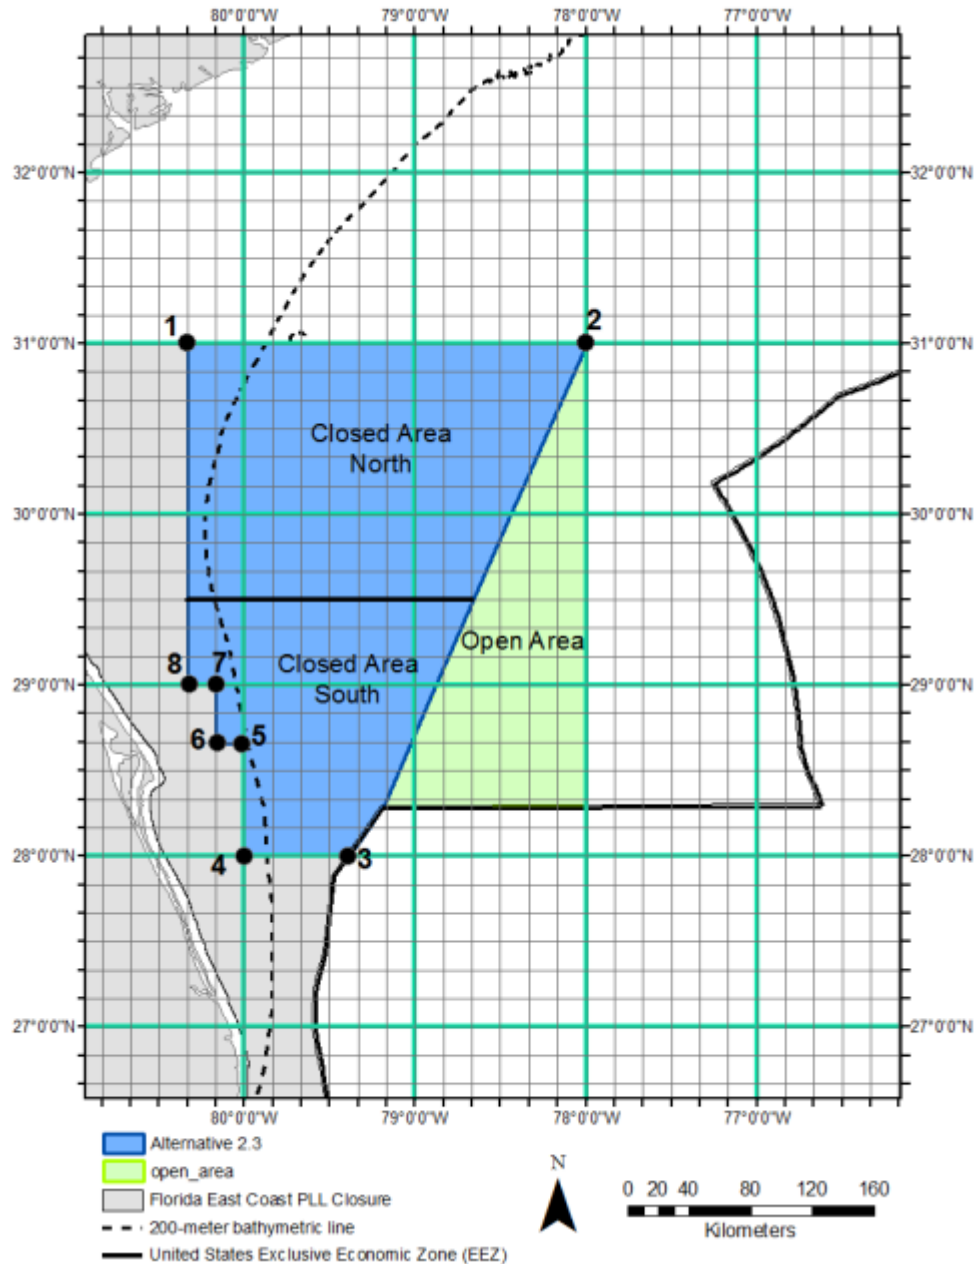 80°0'0"W 79°0'0"W 78°0'0"W 77°0'0"W
32°0'0"N 32°0'0"N
1 2
31°0'0"N 31°0'0"N
Closed Area
North
30°0'0"N 30°0'0"N
Open Area
Closed Area
South
8 7
29°0'0"N 29°0'0"N
6 5
4 3
28°0'0"N 28°0'0"N
27°0'0"N 27°0'0"N
80°0'0"W 79°0'0"W 78°0'0"W 77°0'0"W
Alternative 2.3
open_area
Florida East Coast PLL Closure
200-meter bathymetric line
United States Exclusive Economic Zone (EEZ)
N
0 20 40 80 120 160
Kilometers